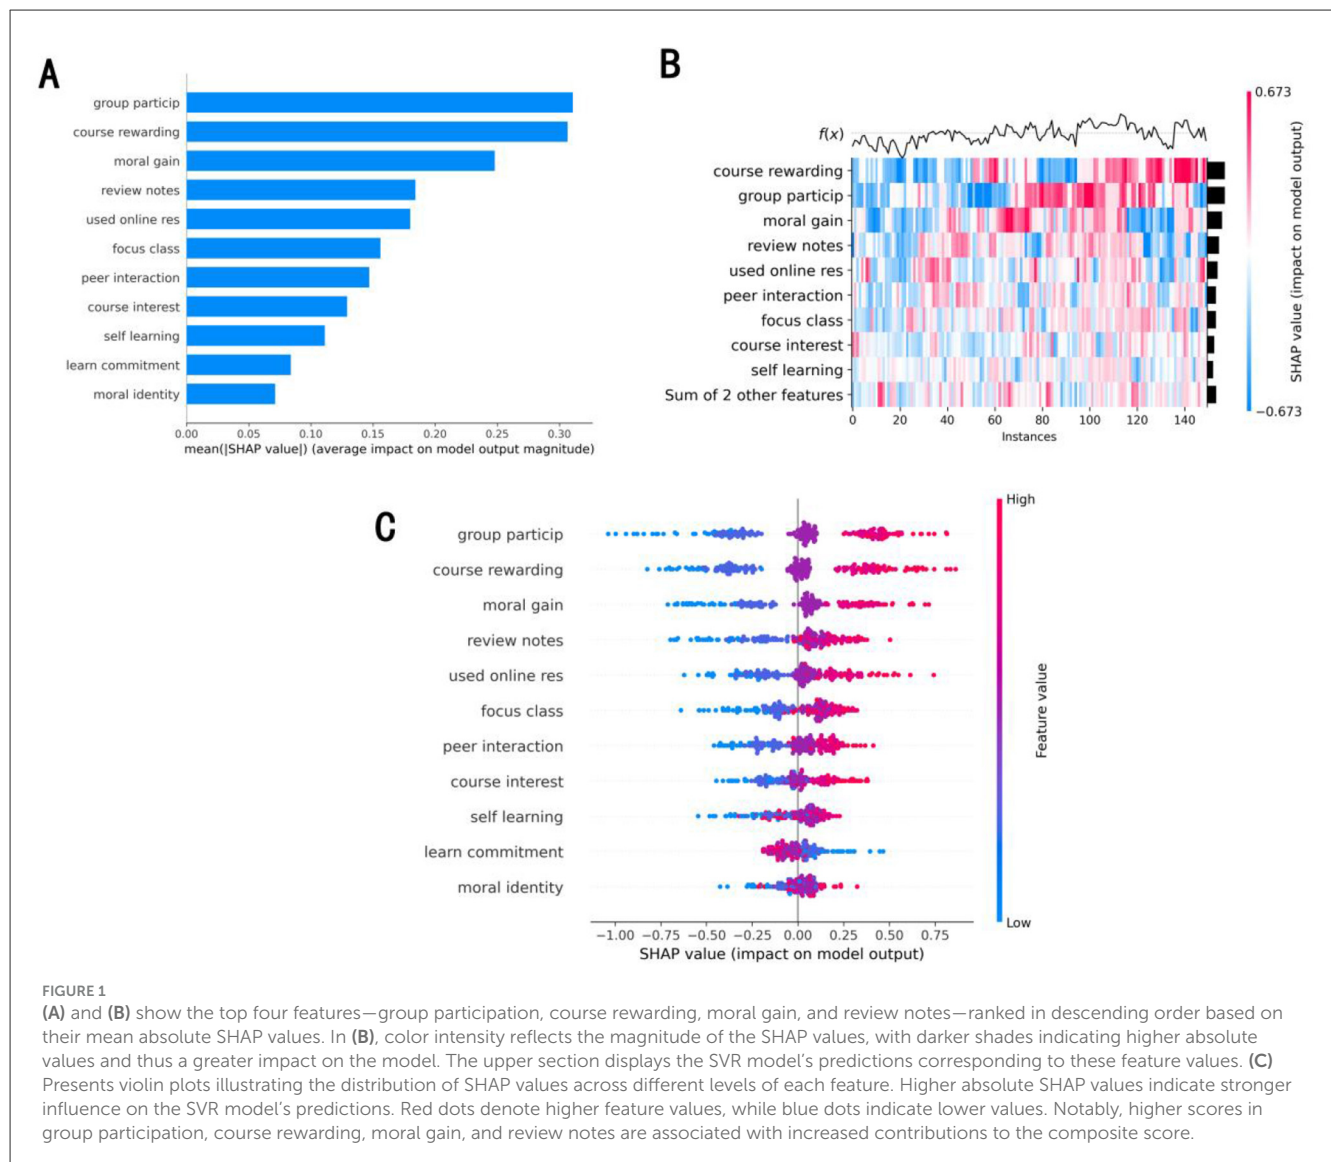 A
group particip
course rewarding
moral gain
review notes
used online res
focus class
peer interaction
course interest
self learning
learn commitment
moral identity
0.00 0.05 0.10 0.15 0.20 0.25 0.30
mean(|SHAP value|) (average impact on model output magnitude)
B
f(x)
course rewarding
group particip
moral gain
review notes
used online res
peer interaction
focus class
course interest
self learning
Sum of 2 other features
0 20 40 60 80 100 120 140
Instances
0.673
−0.673
SHAP value (impact on model output)
C
group particip
course rewarding
moral gain
review notes
used online res
focus class
peer interaction
course interest
self learning
learn commitment
moral identity
−1.00 −0.75 −0.50 −0.25 0.00 0.25 0.50 0.75
SHAP value (impact on model output)
High
Low
Feature value
FIGURE 1
(A) and (B) show the top four features—group participation, course rewarding, moral gain, and review notes—ranked in descending order based on
their mean absolute SHAP values. In (B), color intensity reflects the magnitude of the SHAP values, with darker shades indicating higher absolute
values and thus a greater impact on the model. The upper section displays the SVR model’s predictions corresponding to these feature values. (C)
Presents violin plots illustrating the distribution of SHAP values across different levels of each feature. Higher absolute SHAP values indicate stronger
influence on the SVR model’s predictions. Red dots denote higher feature values, while blue dots indicate lower values. Notably, higher scores in
group participation, course rewarding, moral gain, and review notes are associated with increased contributions to the composite score.